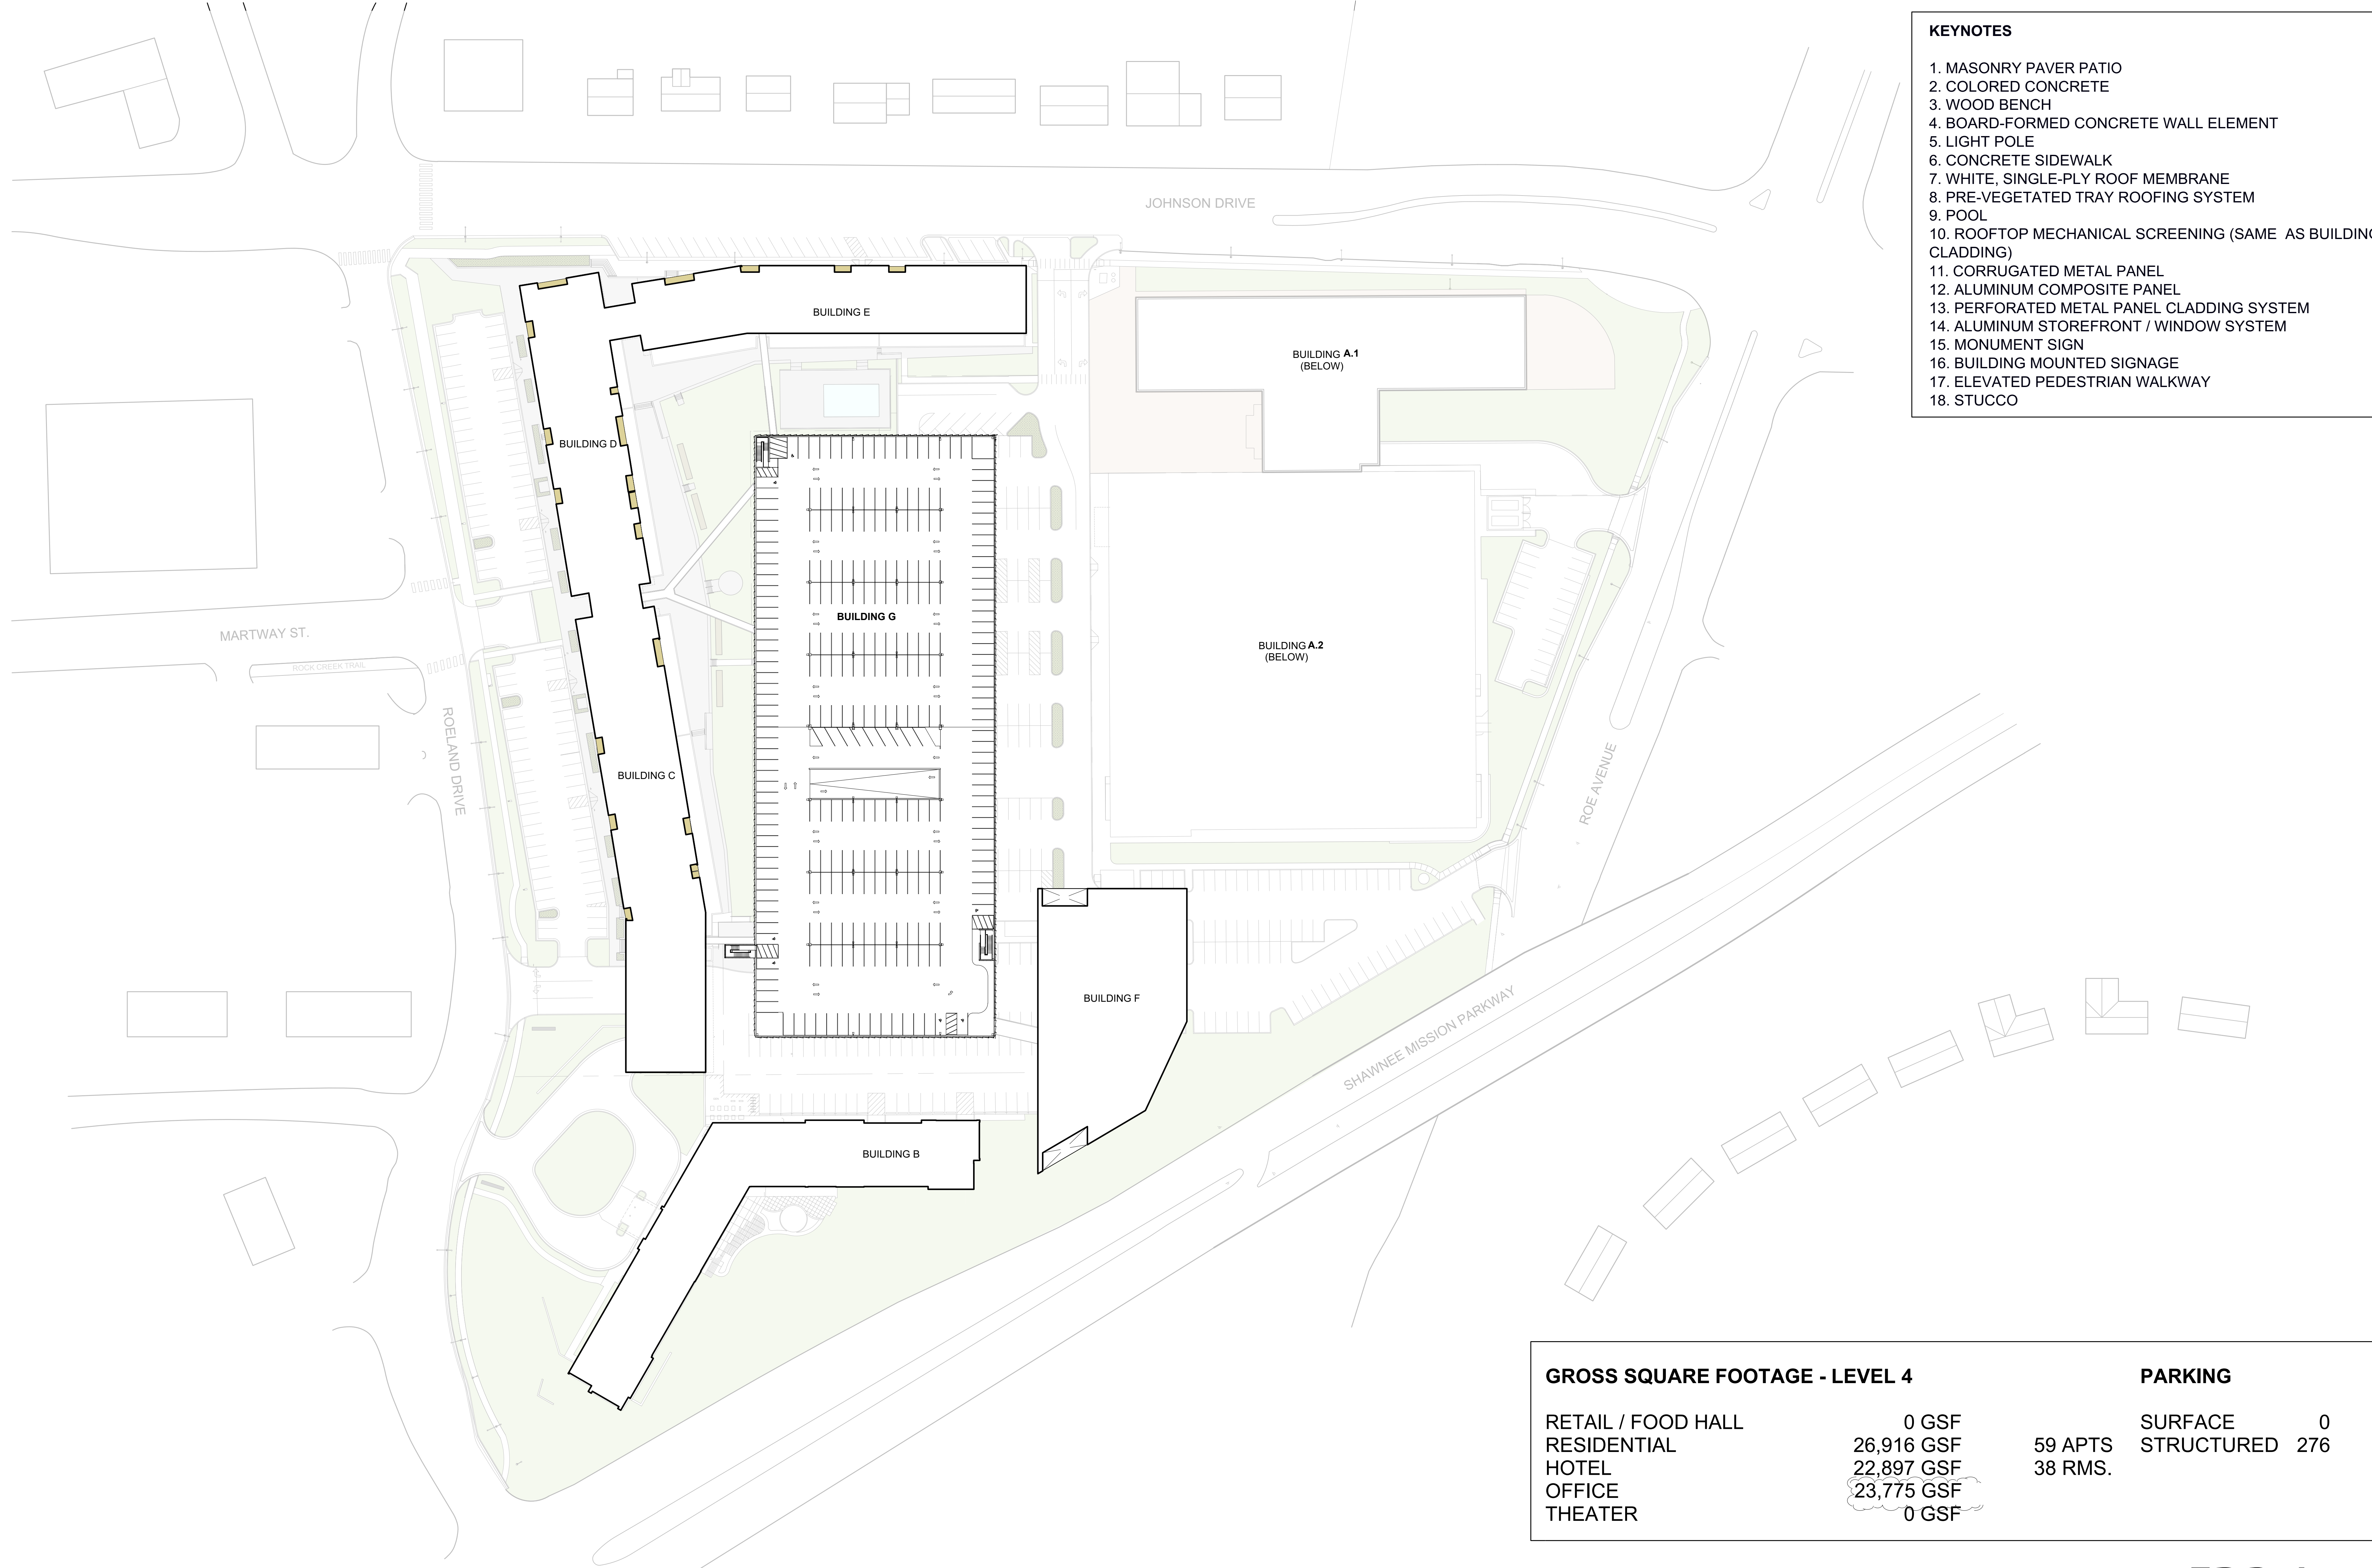 KEYNOTES
1. MASONRY PAVER PATIO
2. COLORED CONCRETE
3. WOOD BENCH
4. BOARD-FORMED CONCRETE WALL ELEMENT
5. LIGHT POLE
6. CONCRETE SIDEWALK
7. WHITE, SINGLE-PLY ROOF MEMBRANE
8. PRE-VEGETATED TRAY ROOFING SYSTEM
9. POOL
10. ROOFTOP MECHANICAL SCREENING (SAME AS BUILDING
CLADDING)
11. CORRUGATED METAL PANEL
12. ALUMINUM COMPOSITE PANEL
13. PERFORATED METAL PANEL CLADDING SYSTEM
14. ALUMINUM STOREFRONT / WINDOW SYSTEM
15. MONUMENT SIGN
16. BUILDING MOUNTED SIGNAGE
17. ELEVATED PEDESTRIAN WALKWAY
18. STUCCO
JOHNSON DRIVE
BUILDING E
BUILDING A.1
(BELOW)
BUILDING D
BUILDING G
MARTWAY ST.
ROCK CREEK TRAIL
BUILDING A.2
(BELOW)
ROELAND DRIVE
BUILDING C
ROE AVENUE
BUILDING F
SHAWNEE MISSION PARKWAY
BUILDING B
GROSS SQUARE FOOTAGE - LEVEL 4 PARKING
RETAIL / FOOD HALL 0 GSF SURFACE 0
RESIDENTIAL 26,916 GSF 59 APTS STRUCTURED 276
HOTEL 22,897 GSF 38 RMS.
OFFICE 23,775 GSF
THEATER 0 GSF